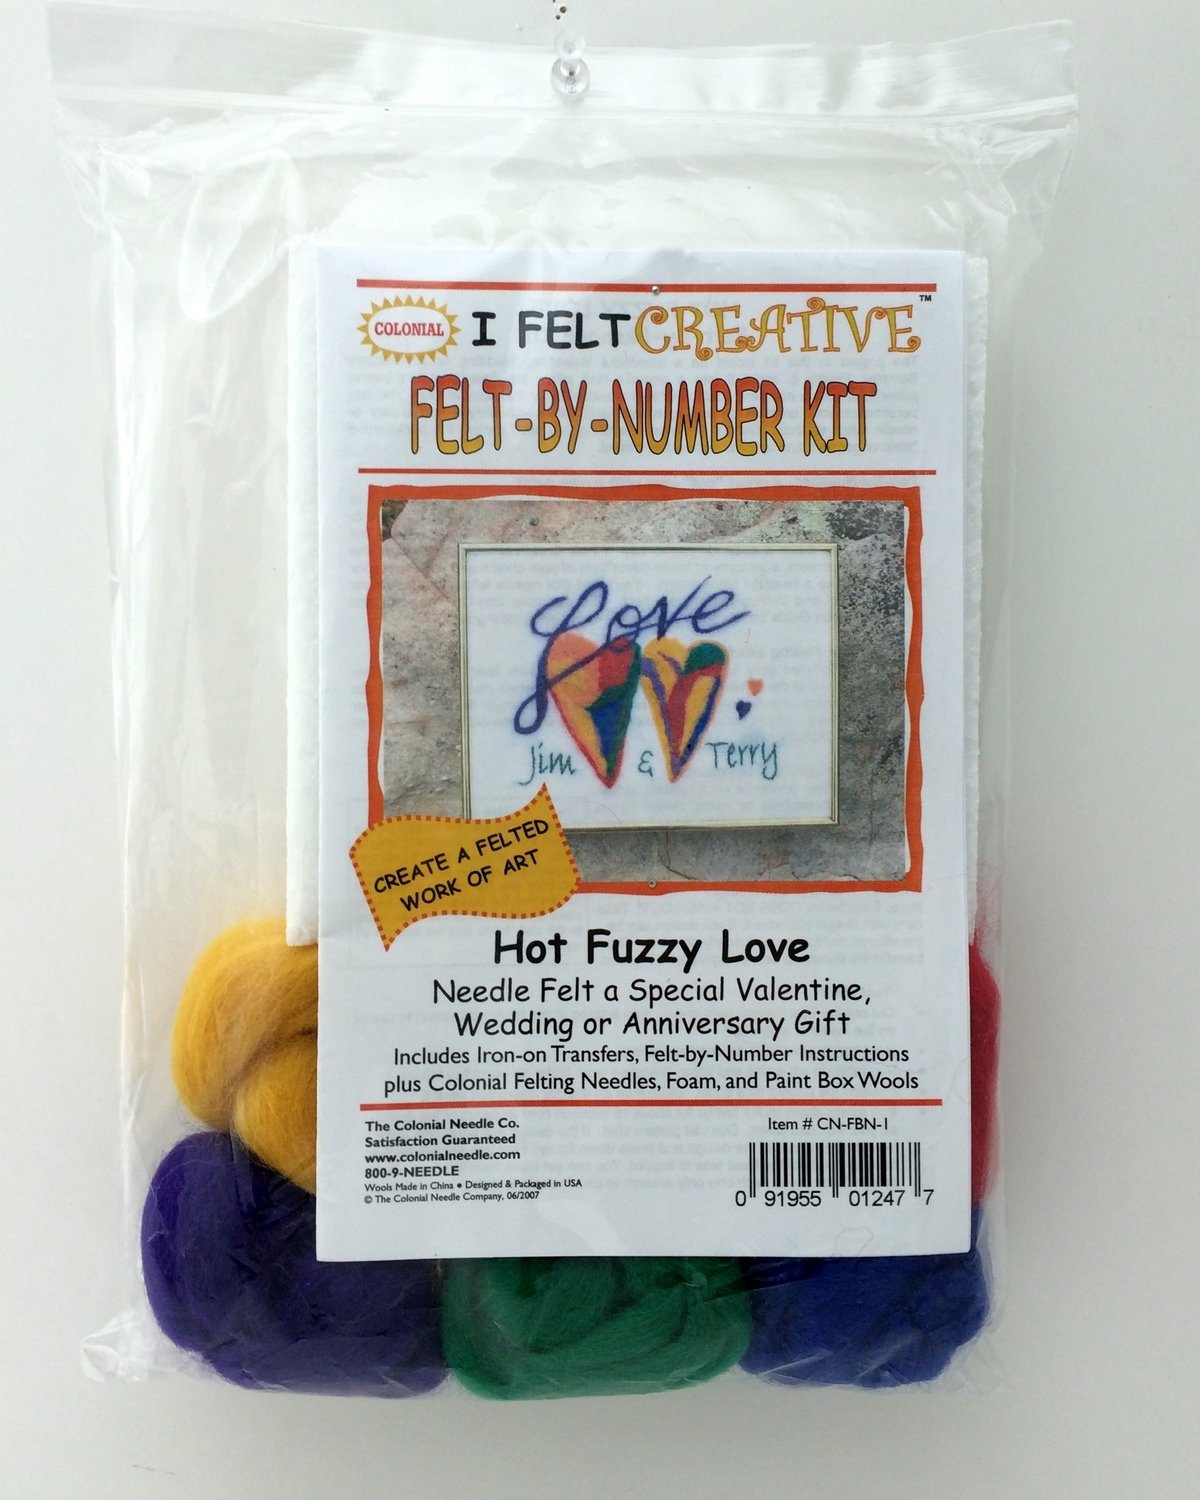 COLONIAL
I FELT CREATIVE™
FELT-BY-NUMBER KIT
Love
Jim & Terry
CREATE A FELTED
WORK OF ART
Hot Fuzzy Love
Needle Felt a Special Valentine,
Wedding or Anniversary Gift
Includes Iron-on Transfers, Felt-by-Number Instructions
plus Colonial Felting Needles, Foam, and Paint Box Wools
The Colonial Needle Co.
Satisfaction Guaranteed
www.colonialneedle.com
800-9-NEEDLE
Wools Made in China • Designed & Packaged in USA
© The Colonial Needle Company, 06/2007
Item # CN-FBN-1
0 91955 01247 7